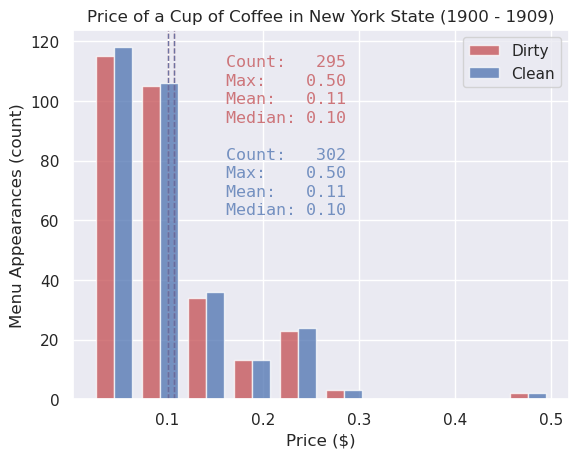 Price of a Cup of Coffee in New York State (1900 - 1909)
Dirty
Clean
Count: 295
Max: 0.50
Mean: 0.11
Median: 0.10
Count: 302
Max: 0.50
Mean: 0.11
Median: 0.10
Menu Appearances (count)
120
100
80
60
40
20
0
0.1 0.2 0.3 0.4 0.5
Price ($)